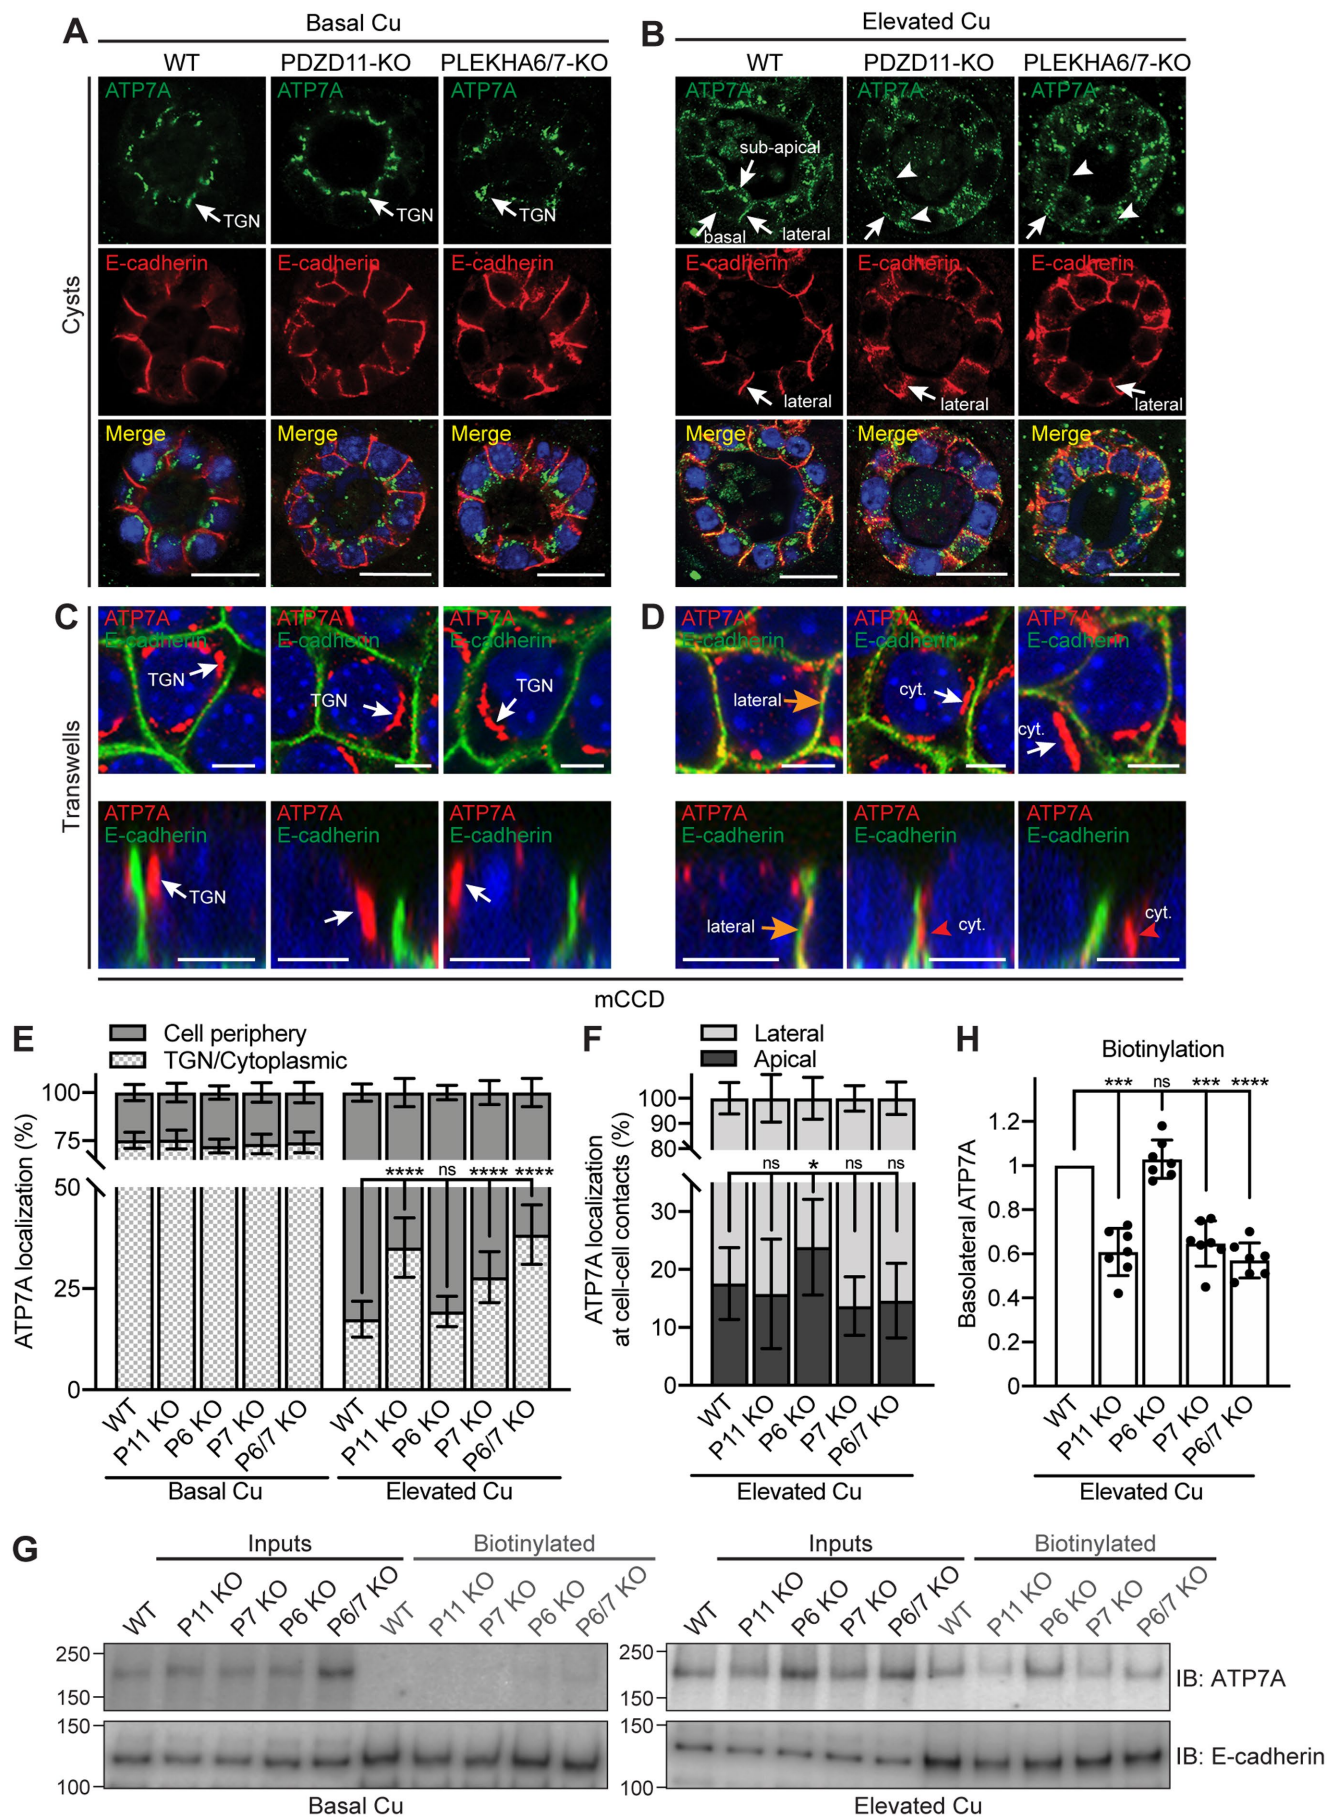 A
Basal Cu
B
Elevated Cu
WT
PDZD11-KO
PLEKHA6/7-KO
WT
PDZD11-KO
PLEKHA6/7-KO
Cysts
ATP7A
ATP7A
ATP7A
ATP7A
ATP7A
ATP7A
sub-apical
TGN
TGN
TGN
basal
lateral
E-cadherin
E-cadherin
E-cadherin
E-cadherin
E-cadherin
E-cadherin
lateral
lateral
lateral
Merge
Merge
Merge
Merge
Merge
Merge
C
D
Transwells
ATP7A
E-cadherin
ATP7A
E-cadherin
ATP7A
E-cadherin
ATP7A
E-cadherin
ATP7A
E-cadherin
ATP7A
E-cadherin
TGN
TGN
TGN
lateral
cyt.
cyt.
ATP7A
E-cadherin
ATP7A
E-cadherin
ATP7A
E-cadherin
ATP7A
E-cadherin
ATP7A
E-cadherin
ATP7A
E-cadherin
TGN
lateral
cyt.
cyt.
mCCD
E
Cell periphery
TGN/Cytoplasmic
ATP7A localization (%)
100
75
50
25
0
**** ns **** ****
WT
P11 KO
P6 KO
P7 KO
P6/7 KO
WT
P11 KO
P6 KO
P7 KO
P6/7 KO
Basal Cu
Elevated Cu
F
Lateral
Apical
ATP7A localization
at cell-cell contacts (%)
100
90
80
30
20
10
0
ns * ns ns
WT
P11 KO
P6 KO
P7 KO
P6/7 KO
Elevated Cu
H
Biotinylation
*** ns *** ****
Basolateral ATP7A
1.2
1
0.8
0.6
0.4
0.2
0
WT
P11 KO
P6 KO
P7 KO
P6/7 KO
Elevated Cu
G
Inputs
Biotinylated
Inputs
Biotinylated
WT
P11 KO
P7 KO
P6 KO
P6/7 KO
WT
P11 KO
P7 KO
P6 KO
P6/7 KO
WT
P11 KO
P6 KO
P7 KO
P6/7 KO
WT
P11 KO
P6 KO
P7 KO
P6/7 KO
250
150
250
150
IB: ATP7A
150
100
150
100
IB: E-cadherin
Basal Cu
Elevated Cu